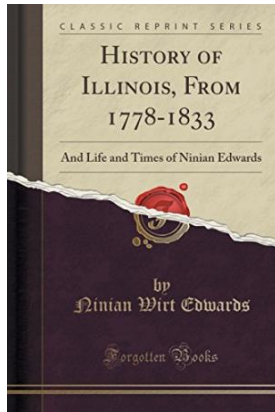 CLASSIC REPRINT SERIES
HISTORY OF
ILLINOIS, FROM
1778-1833
And Life and Times of Ninian Edwards
by
Ninian Wirt Edwards
Forgotten Books